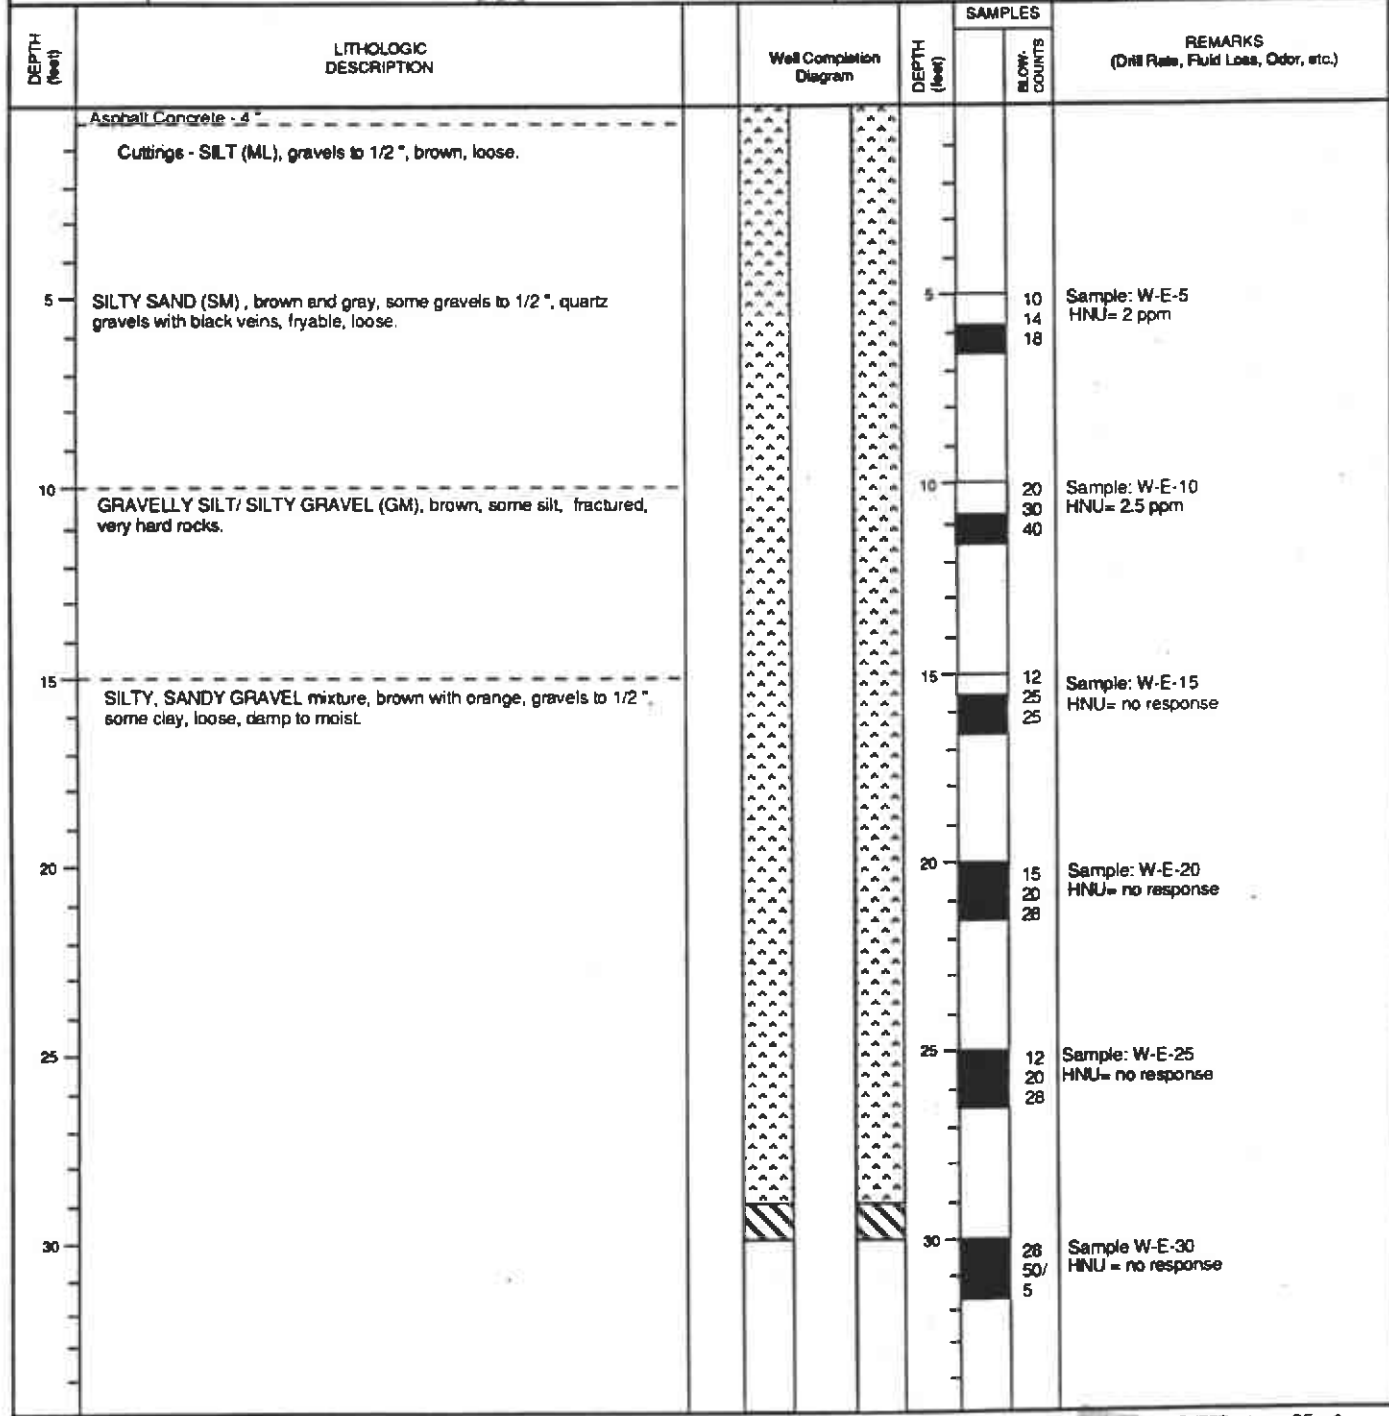 SAMPLES
DEPTH
(feet)
LITHOLOGIC
DESCRIPTION
Well Completion
Diagram
DEPTH
(feet)
BLOW-
COUNTS
REMARKS
(Drill Rate, Fluid Loss, Odor, etc.)
Asphalt Concrete - 4 "
Cuttings - SILT (ML), gravels to 1/2 ", brown, loose.
5
SILTY SAND (SM) , brown and gray, some gravels to 1/2 ", quartz
gravels with black veins, fryable, loose.
5
10
14
18
Sample: W-E-5
HNU= 2 ppm
10
GRAVELLY SILT/ SILTY GRAVEL (GM), brown, some silt, fractured,
very hard rocks.
10
20
30
40
Sample: W-E-10
HNU= 2.5 ppm
15
SILTY, SANDY GRAVEL mixture, brown with orange, gravels to 1/2 ",
some clay, loose, damp to moist.
15
12
25
25
Sample: W-E-15
HNU= no response
20
20
15
20
28
Sample: W-E-20
HNU= no response
25
25
12
20
28
Sample: W-E-25
HNU= no response
30
30
28
50/
5
Sample W-E-30
HNU = no response